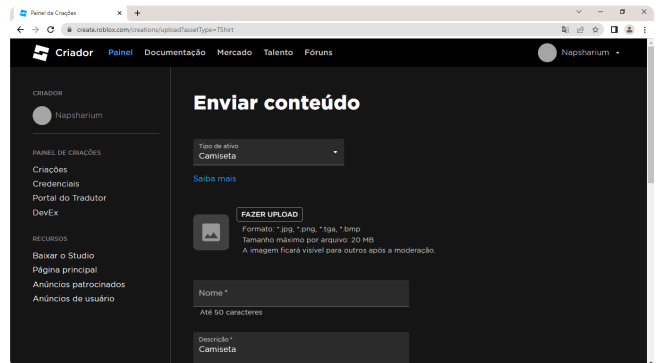 Painel de Criações
create.roblox.com/creations/upload?assetType=TShirt
Criador Painel Documentação Mercado Talento Fóruns Napsharium
CRIADOR
Napsharium
PAINEL DE CRIAÇÕES
Criações
Credenciais
Portal do Tradutor
DevEx
RECURSOS
Baixar o Studio
Página principal
Anúncios patrocinados
Anúncios de usuário
Enviar conteúdo
Tipo de ativo
Camiseta
Saiba mais
FAZER UPLOAD
Formato: *.jpg, *.png, *.tga, *.bmp
Tamanho máximo por arquivo: 20 MB
A imagem ficará visível para outros após a moderação.
Nome *
Até 50 caracteres
Descrição *
Camiseta